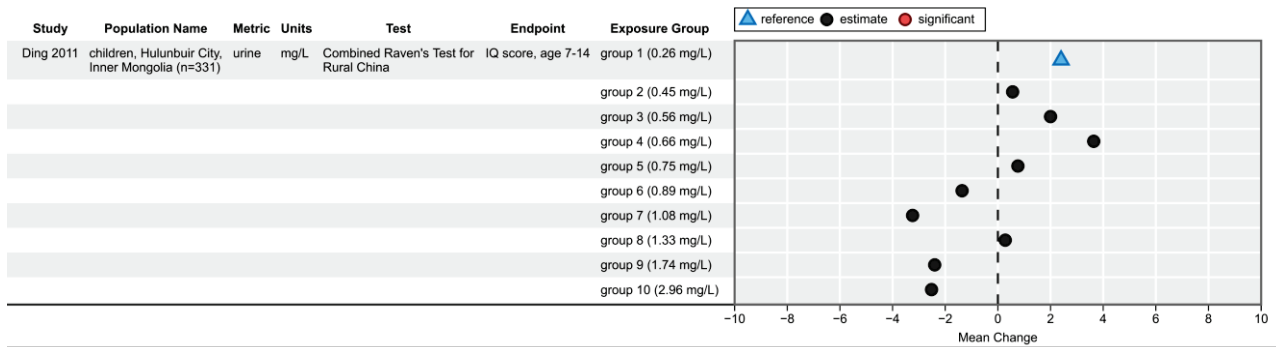 reference estimate significant
Study Population Name Metric Units Test Endpoint Exposure Group
Ding 2011 children, Hulunbuir City, urine mg/L Combined Raven's Test for IQ score, age 7-14 group 1 (0.26 mg/L)
Inner Mongolia (n=331) Rural China
group 2 (0.45 mg/L)
group 3 (0.56 mg/L)
group 4 (0.66 mg/L)
group 5 (0.75 mg/L)
group 6 (0.89 mg/L)
group 7 (1.08 mg/L)
group 8 (1.33 mg/L)
group 9 (1.74 mg/L)
group 10 (2.96 mg/L)
−10 −8 −6 −4 −2 0 2 4 6 8 10
Mean Change